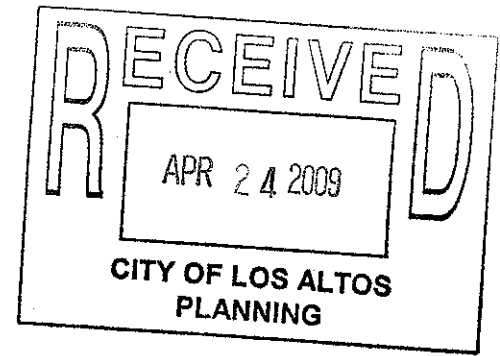 RECEIVED
APR 24 2009
CITY OF LOS ALTOS
PLANNING